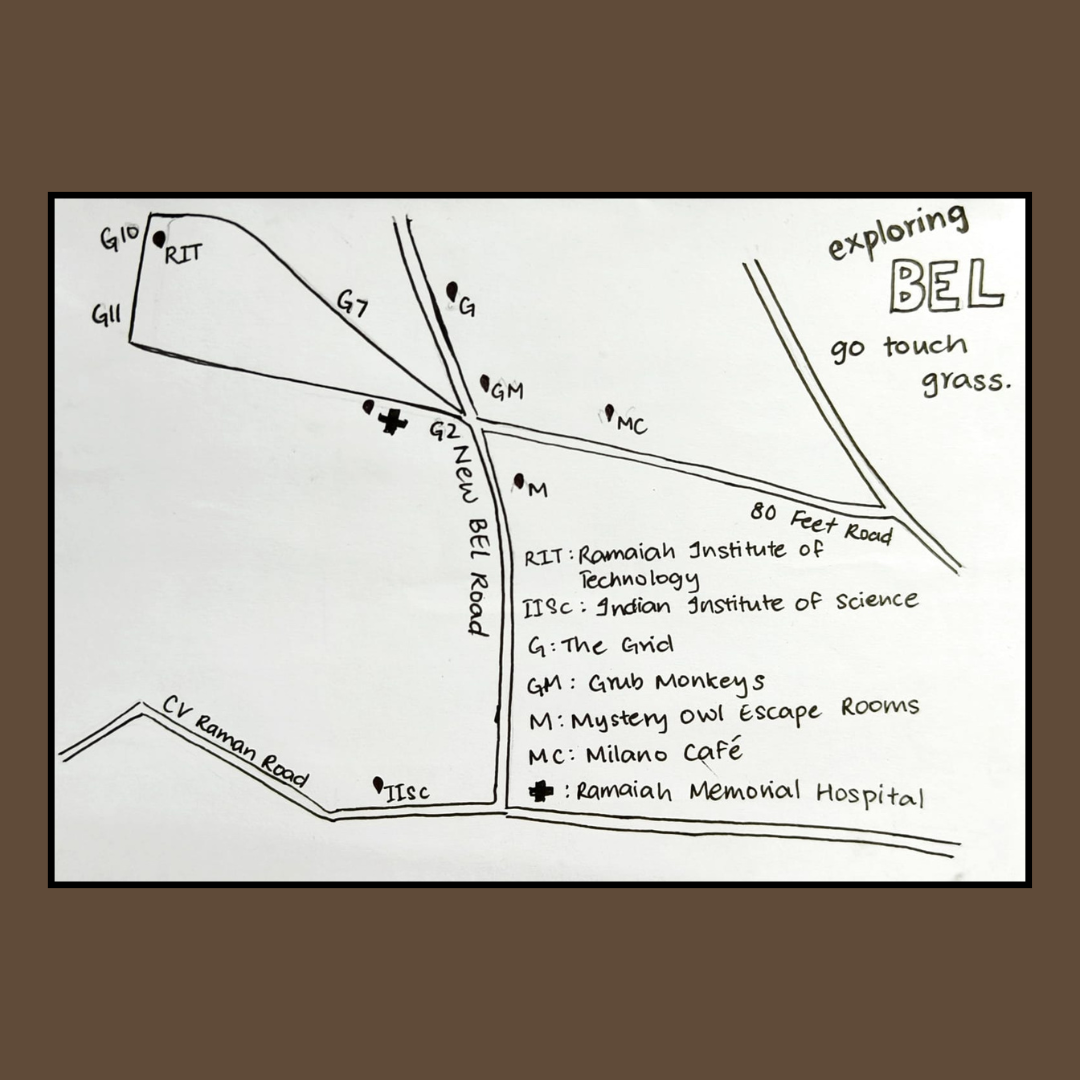 exploring
BEL
go touch
grass.
G10
RIT
G11
G7
G
GM
MC
G2
M
New BEL Road
80 Feet Road
CV Raman Road
IISc
RIT: Ramaiah Institute of
Technology
IISc: Indian Institute of Science
G: The Grid
GM: Grub Monkeys
M: Mystery Owl Escape Rooms
MC: Milano Café
: Ramaiah Memorial Hospital